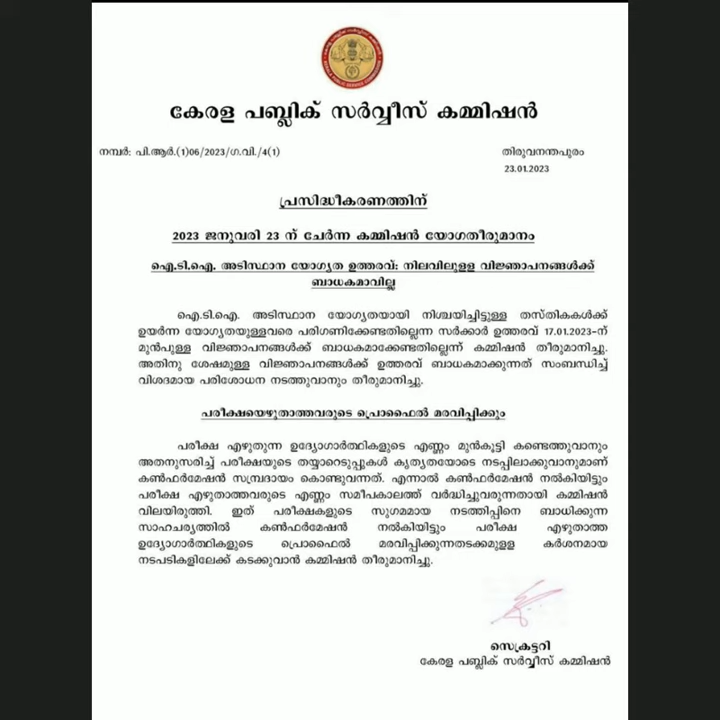 കേരള പബ്ലിക് സർവ്വീസ് കമ്മിഷൻ
നമ്പർ: പി.ആർ.(1)06/2023/ഗ.വി./4(1)
തിരുവനന്തപുരം
23.01.2023
പ്രസിദ്ധീകരണത്തിന്
2023 ജനുവരി 23 ന് ചേർന്ന കമ്മിഷൻ യോഗതീരുമാനം
ഐ.ടി.ഐ. അടിസ്ഥാന യോഗ്യത ഉത്തരവ്: നിലവിലുളള വിജ്ഞാപനങ്ങൾക്ക്
ബാധകമാവില്ല
ഐ.ടി.ഐ. അടിസ്ഥാന യോഗ്യതയായി നിശ്ചയിച്ചിട്ടുള്ള തസ്തികകൾക്ക്
ഉയർന്ന യോഗ്യതയുള്ളവരെ പരിഗണിക്കേണ്ടതില്ലെന്ന സർക്കാർ ഉത്തരവ് 17.01.2023-ന്
മുൻപുള്ള വിജ്ഞാപനങ്ങൾക്ക് ബാധകമാക്കേണ്ടതില്ലെന്ന് കമ്മിഷൻ തീരുമാനിച്ചു.
അതിനു ശേഷമുള്ള വിജ്ഞാപനങ്ങൾക്ക് ഉത്തരവ് ബാധകമാക്കുന്നത് സംബന്ധിച്ച്
വിശദമായ പരിശോധന നടത്തുവാനും തീരുമാനിച്ചു.
പരീക്ഷയെഴുതാത്തവരുടെ പ്രൊഫൈൽ മരവിപ്പിക്കും
പരീക്ഷ എഴുതുന്ന ഉദ്യോഗാർത്ഥികളുടെ എണ്ണം മുൻകൂട്ടി കണ്ടെത്തുവാനും
അതനുസരിച്ച് പരീക്ഷയുടെ തയ്യാറെടുപ്പുകൾ കൃത്യതയോടെ നടപ്പിലാക്കുവാനുമാണ്
കൺഫർമേഷൻ സമ്പ്രദായം കൊണ്ടുവന്നത്. എന്നാൽ കൺഫർമേഷൻ നൽകിയിട്ടും
പരീക്ഷ എഴുതാത്തവരുടെ എണ്ണം സമീപകാലത്ത് വർദ്ധിച്ചുവരുന്നതായി കമ്മിഷൻ
വിലയിരുത്തി. ഇത് പരീക്ഷകളുടെ സുഗമമായ നടത്തിപ്പിനെ ബാധിക്കുന്ന
സാഹചര്യത്തിൽ കൺഫർമേഷൻ നൽകിയിട്ടും പരീക്ഷ എഴുതാത്ത
ഉദ്യോഗാർത്ഥികളുടെ പ്രൊഫൈൽ മരവിപ്പിക്കുന്നതടക്കമുളള കർശനമായ
നടപടികളിലേക്ക് കടക്കുവാൻ കമ്മിഷൻ തീരുമാനിച്ചു.
സെക്രട്ടറി
കേരള പബ്ലിക് സർവ്വീസ് കമ്മിഷൻ